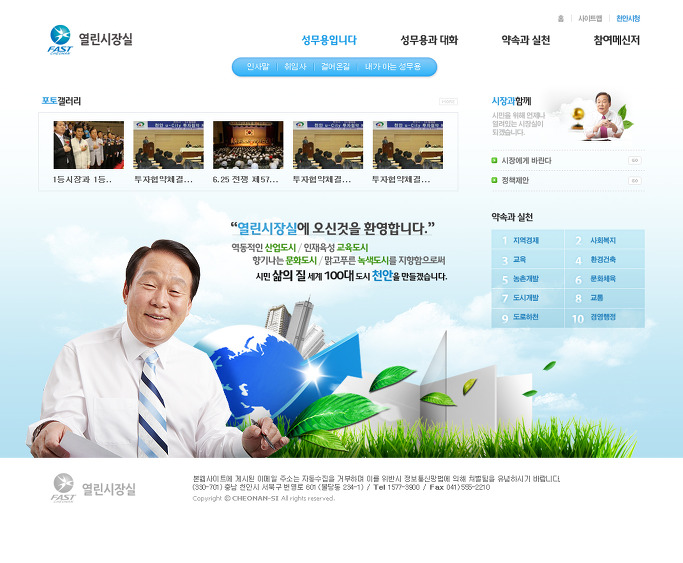 홈 사이트맵 천안시청
FAST
CHEONAN
열린시장실
성무용입니다 성무용과 대화 약속과 실천 참여메신저
인사말 취임사 걸어온길 내가 아는 성무용
포토갤러리
1등시장과 1등..
투자협약체결...
6.25 전쟁 제57...
투자협약체결...
투자협약체결...
시장과함께
시민을 위해 언제나
열려있는 시장실이
되겠습니다.
시장에게 바란다 GO
정책제안 GO
“열린시장실에 오신것을 환영합니다.”
역동적인 산업도시 / 인재육성 교육도시
향기나는 문화도시 / 맑고푸른 녹색도시를 지향함으로써
시민 삶의 질 세계 100대 도시 천안을 만들겠습니다.
약속과 실천
1 지역경제 2 사회복지
3 교육 4 환경건축
5 농촌개발 6 문화체육
7 도시개발 8 교통
9 도로하천 10 경영행정
FAST
CHEONAN
열린시장실
본웹사이트에 게시된 이메일 주소는 자동수집을 거부하며 이를 위반시 정보통신망법에 의해 처벌됨을 유념하시기 바랍니다.
(330-701) 충남 천안시 서북구 번영로 601 (불당동 234-1) / Tel 1577-3900 / Fax 041) 555-2210
Copyright ⓒ CHEONAN-SI All rights reserved.